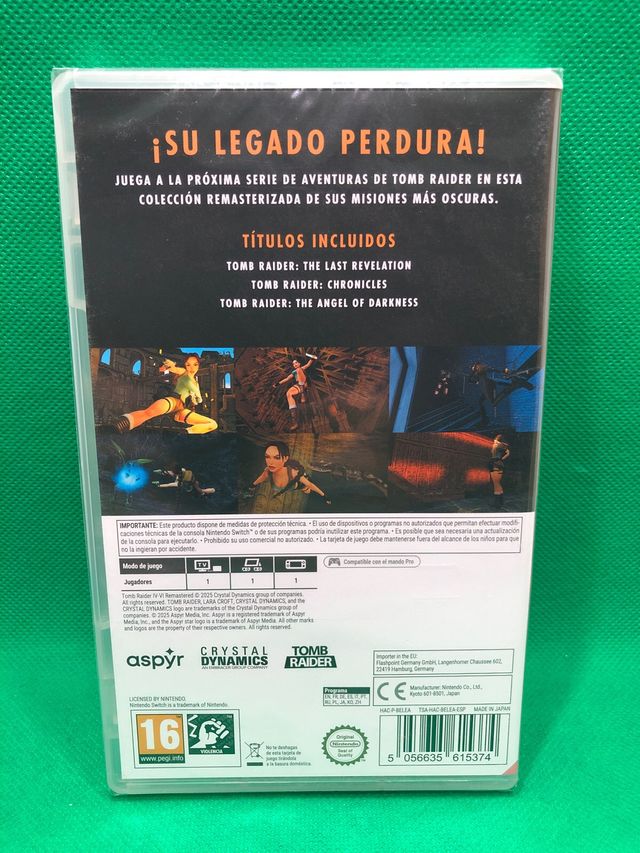 ¡SU LEGADO PERDURA!
JUEGA A LA PRÓXIMA SERIE DE AVENTURAS DE TOMB RAIDER EN ESTA
COLECCIÓN REMASTERIZADA DE SUS MISIONES MÁS OSCURAS.
TÍTULOS INCLUIDOS
TOMB RAIDER: THE LAST REVELATION
TOMB RAIDER: CHRONICLES
TOMB RAIDER: THE ANGEL OF DARKNESS
IMPORTANTE: Este producto dispone de medidas de protección técnica. • El uso de dispositivos o programas no autorizados que permitan efectuar modifi-
caciones técnicas de la consola Nintendo Switch™ o de sus programas podría inutilizar este programa. • Es posible que sea necesaria una actualización
de la consola para ejecutarlo. • Prohibido su uso comercial no autorizado. • La tarjeta de juego debe mantenerse fuera del alcance de los niños para que
no la ingieran por accidente.
Modo de juego
TV
Compatible con el mando Pro
Jugadores 1 1 1
Tomb Raider IV-VI Remastered © 2025 Crystal Dynamics group of companies.
All rights reserved. TOMB RAIDER, LARA CROFT, CRYSTAL DYNAMICS, and the
CRYSTAL DYNAMICS logo are trademarks of the Crystal Dynamics group of
companies. © 2025 Aspyr Media, Inc. Aspyr is a registered trademark of Aspyr
Media, Inc., and the Aspyr star logo is a trademark of Aspyr Media. All other marks
and logos are the property of their respective owners. All rights reserved.
aspyr
CRYSTAL
DYNAMICS
AN EMBRACER GROUP COMPANY
TOMB
RAIDER
Importer in the EU:
Flashpoint Germany GmbH, Langenhorner Chaussee 602,
22419 Hamburg, Germany
CE
Manufacturer: Nintendo Co., Ltd.,
Kyoto 601-8501, Japan
LICENSED BY NINTENDO.
Nintendo Switch is a trademark of Nintendo.
Programa
EN, FR, DE, ES, IT, PT,
RU, PL, JA, KO, ZH
HAC-P-BELEA TSA-HAC-BELEA-ESP MADE IN JAPAN
16
www.pegi.info
VIOLENCIA
No te deshagas
de esta tarjeta de
juego tirándola
a la basura doméstica.
Original
Nintendo
Seal of
Quality
5 056635 615374